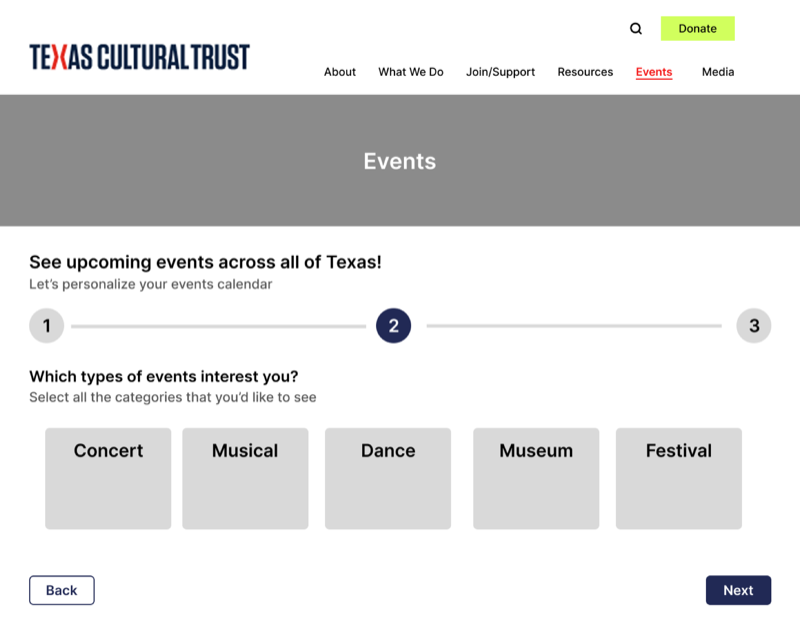 Donate
TEXAS CULTURAL TRUST
About What We Do Join/Support Resources Events Media
Events
See upcoming events across all of Texas!
Let's personalize your events calendar
1 2 3
Which types of events interest you?
Select all the categories that you'd like to see
Concert Musical Dance Museum Festival
Back Next